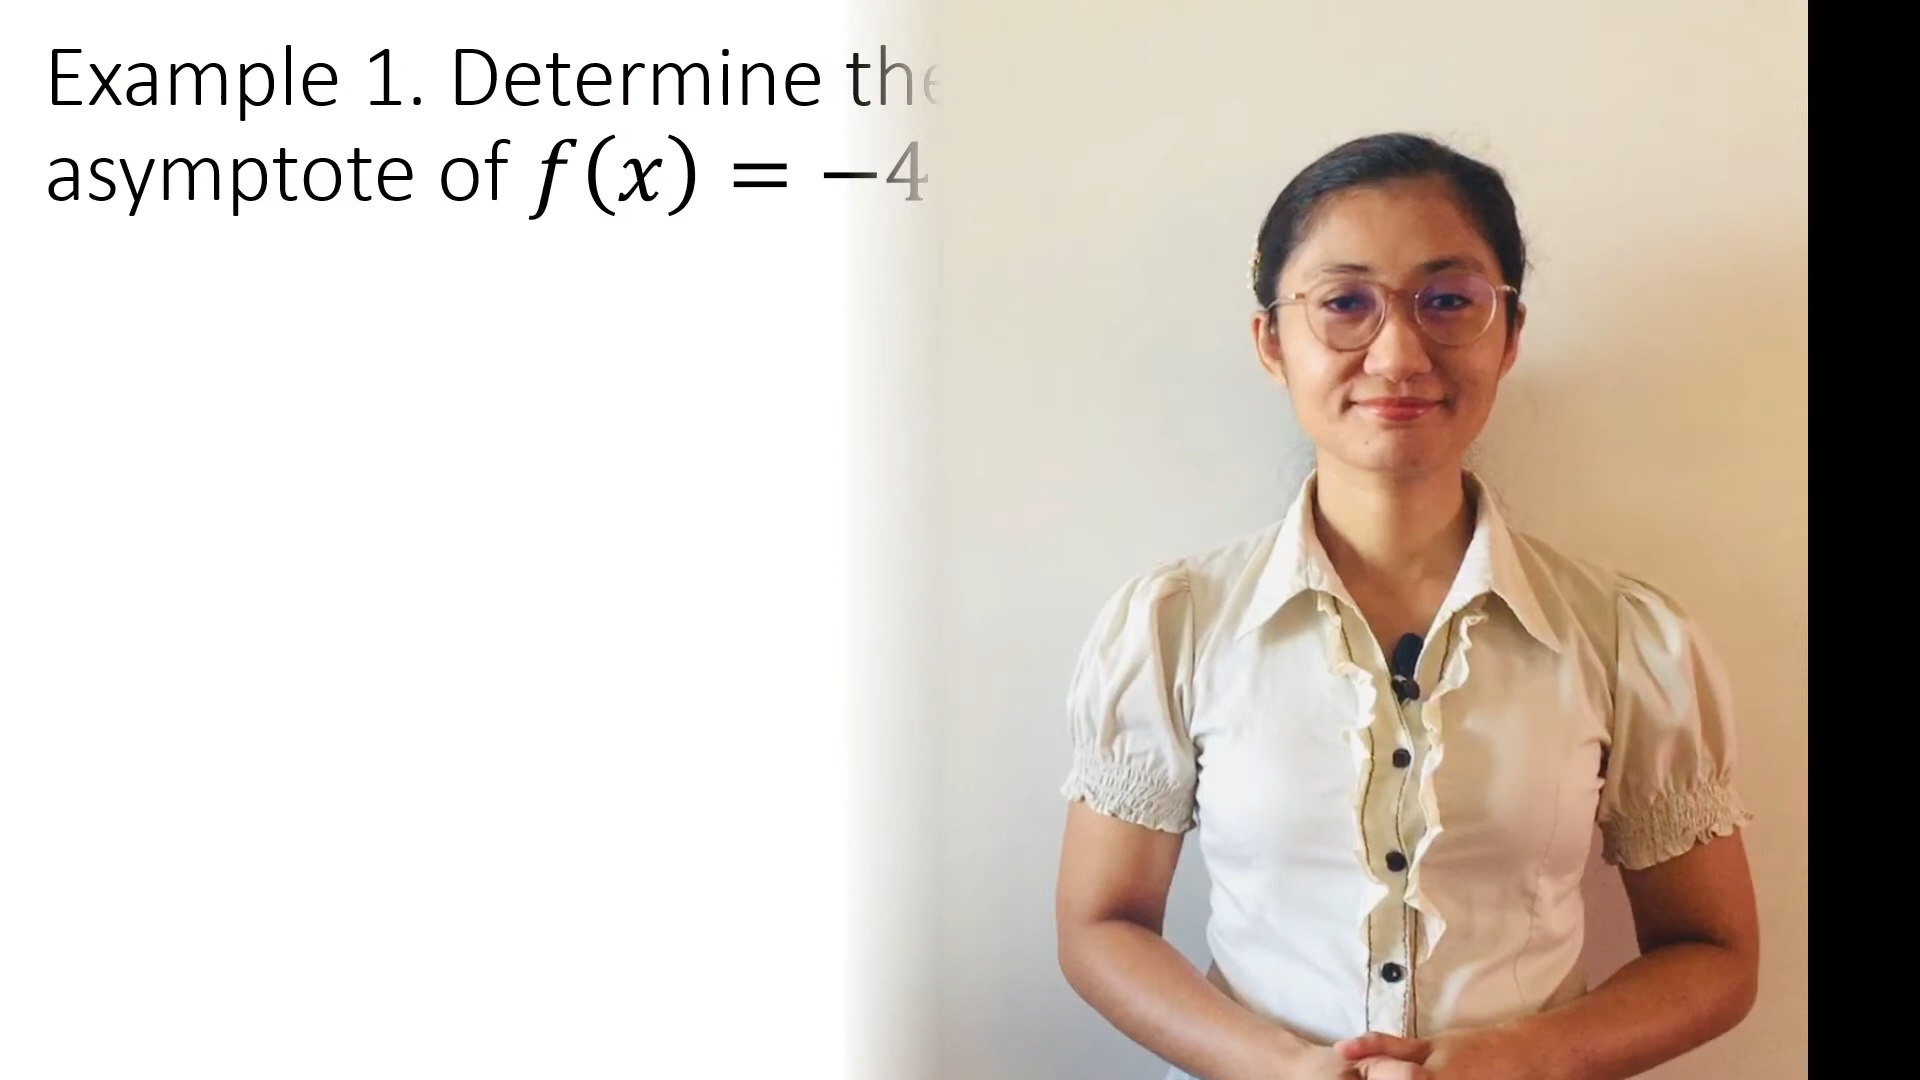 Example 1. Determine the
asymptote of f(x) = −4